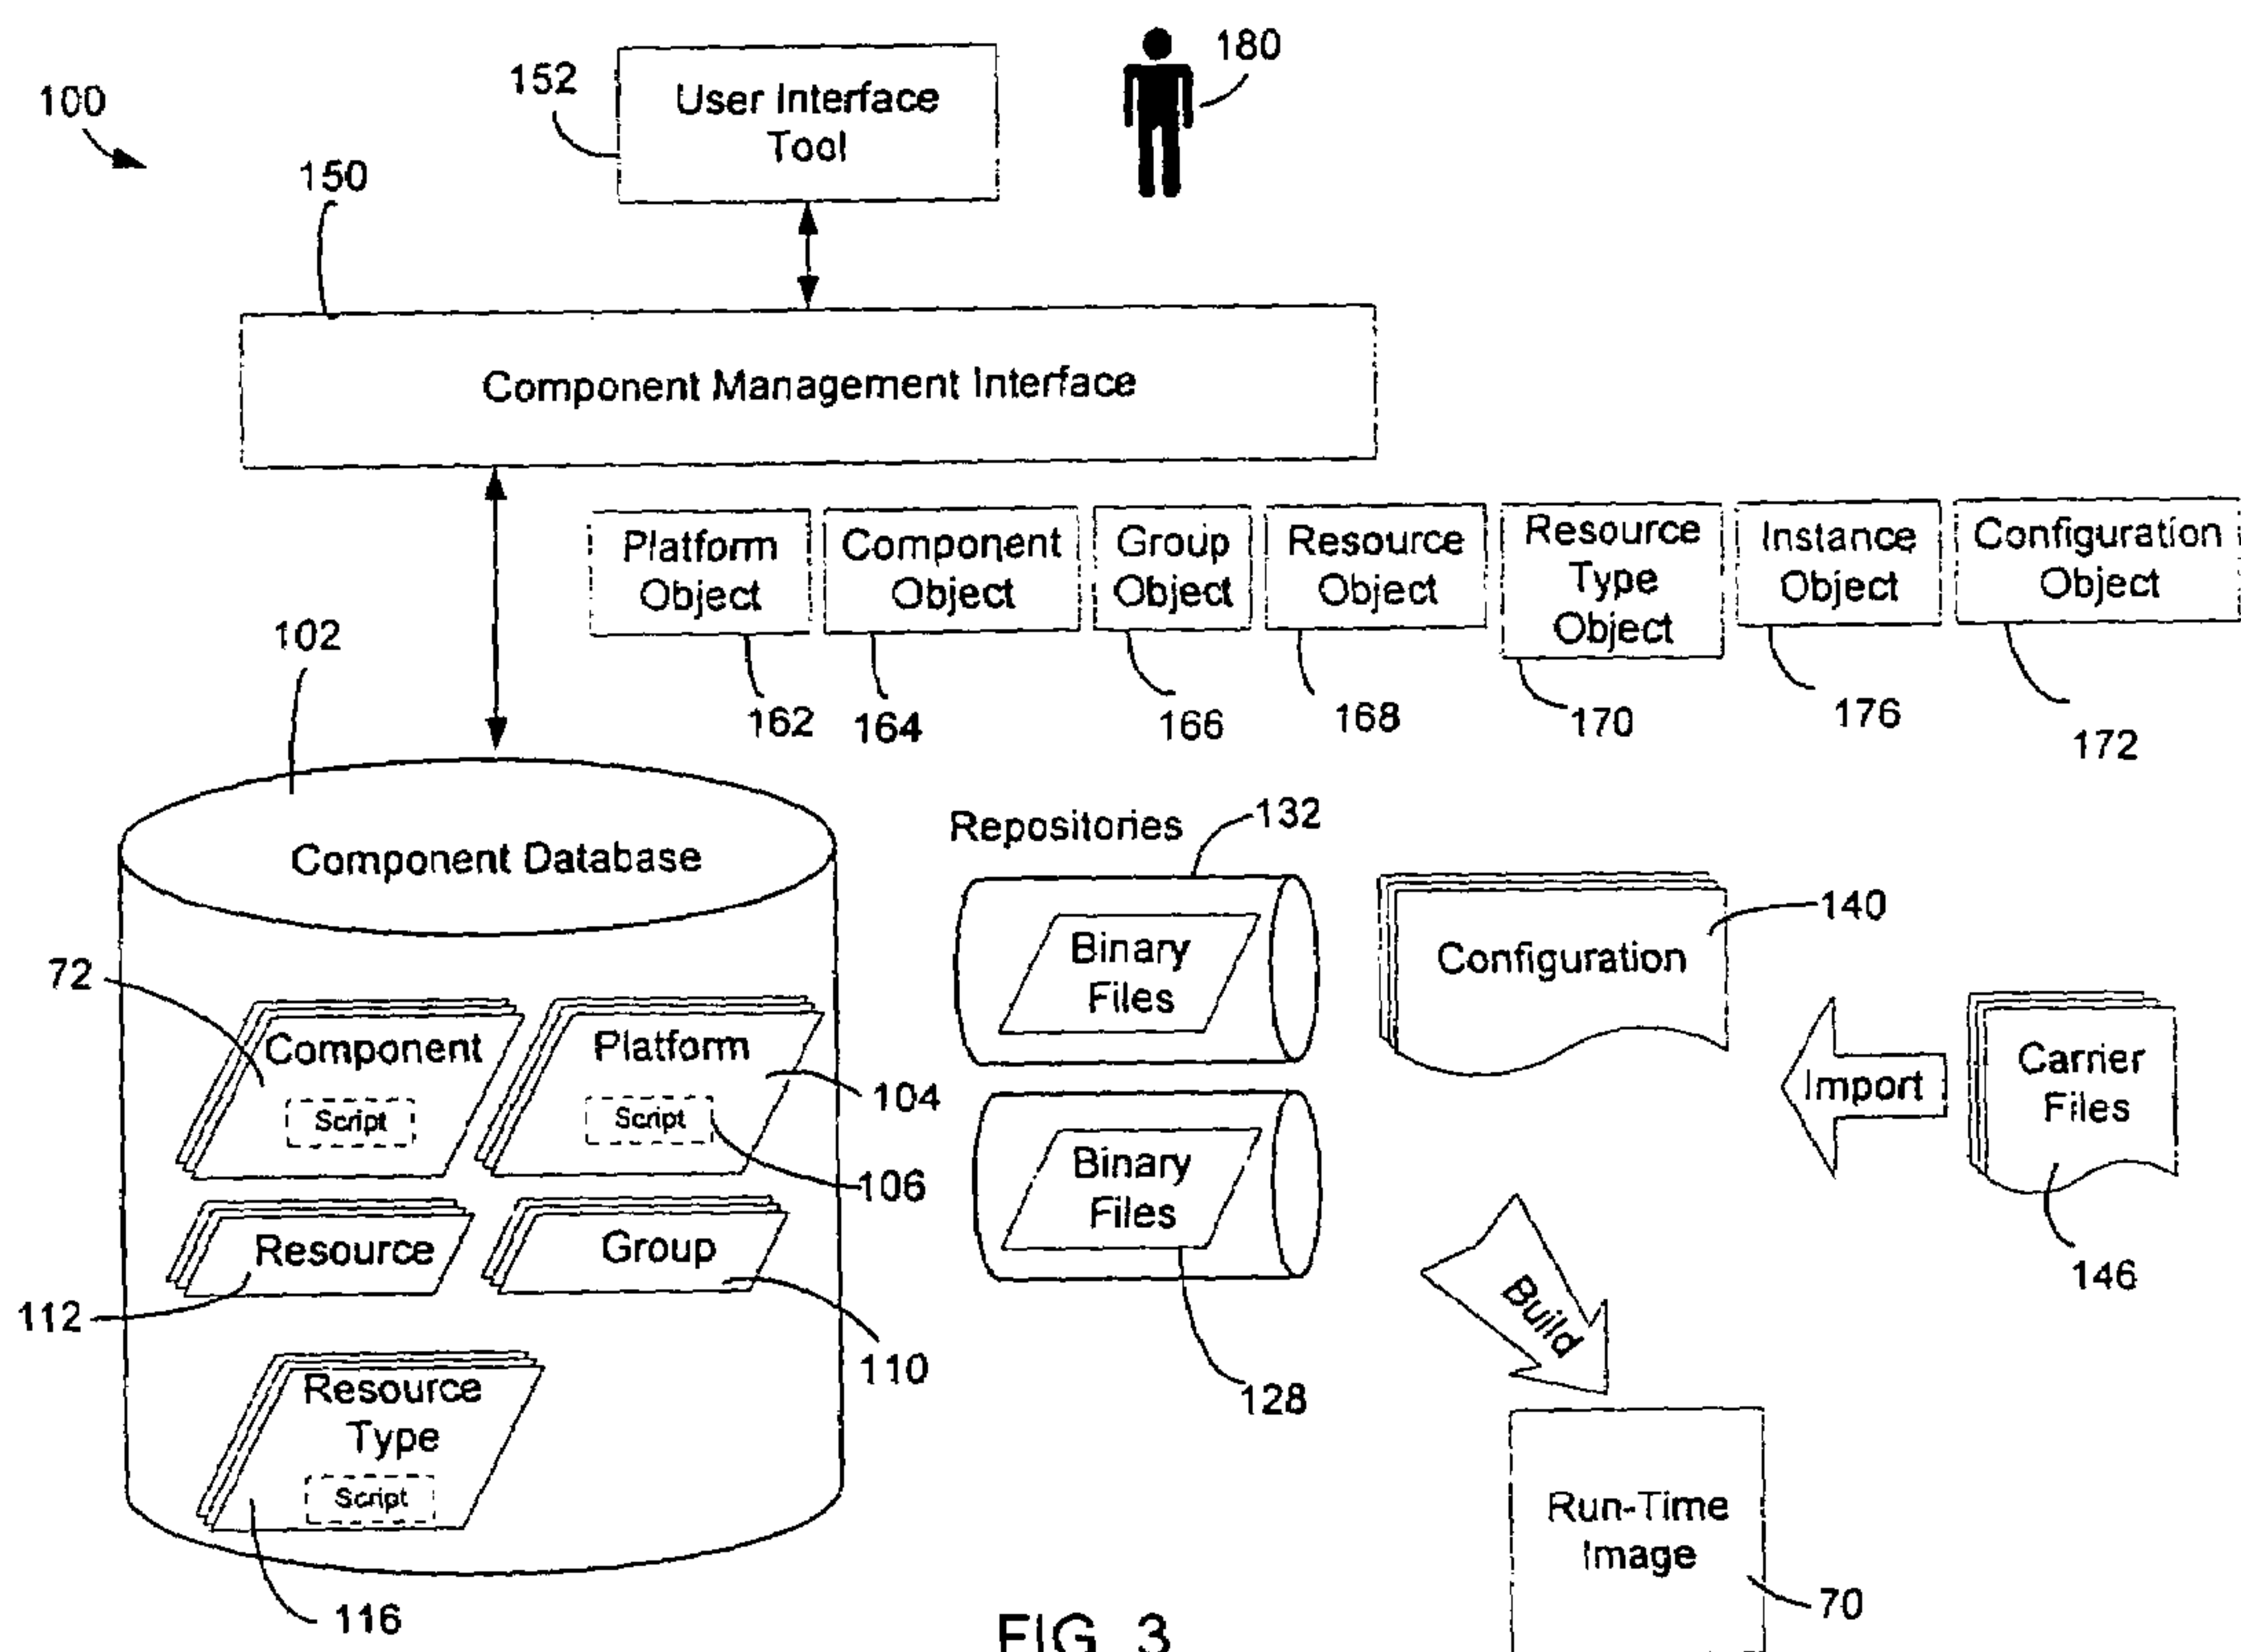 180
152
User Interface
Tool
100
150
Component Management Interface
Platform
Object
Component
Object
Group
Object
Resource
Object
Resource
Type
Object
Instance
Object
Configuration
Object
102
162
164
166
168
170
176
172
Component Database
Repositories
132
Binary
Files
Configuration
140
72
Component
Script
Platform
Script
104
106
Import
Carrier
Files
146
Binary
Files
128
Resource
112
Group
110
Build
Resource
Type
Script
116
Run-Time
Image
70
FIG. 3